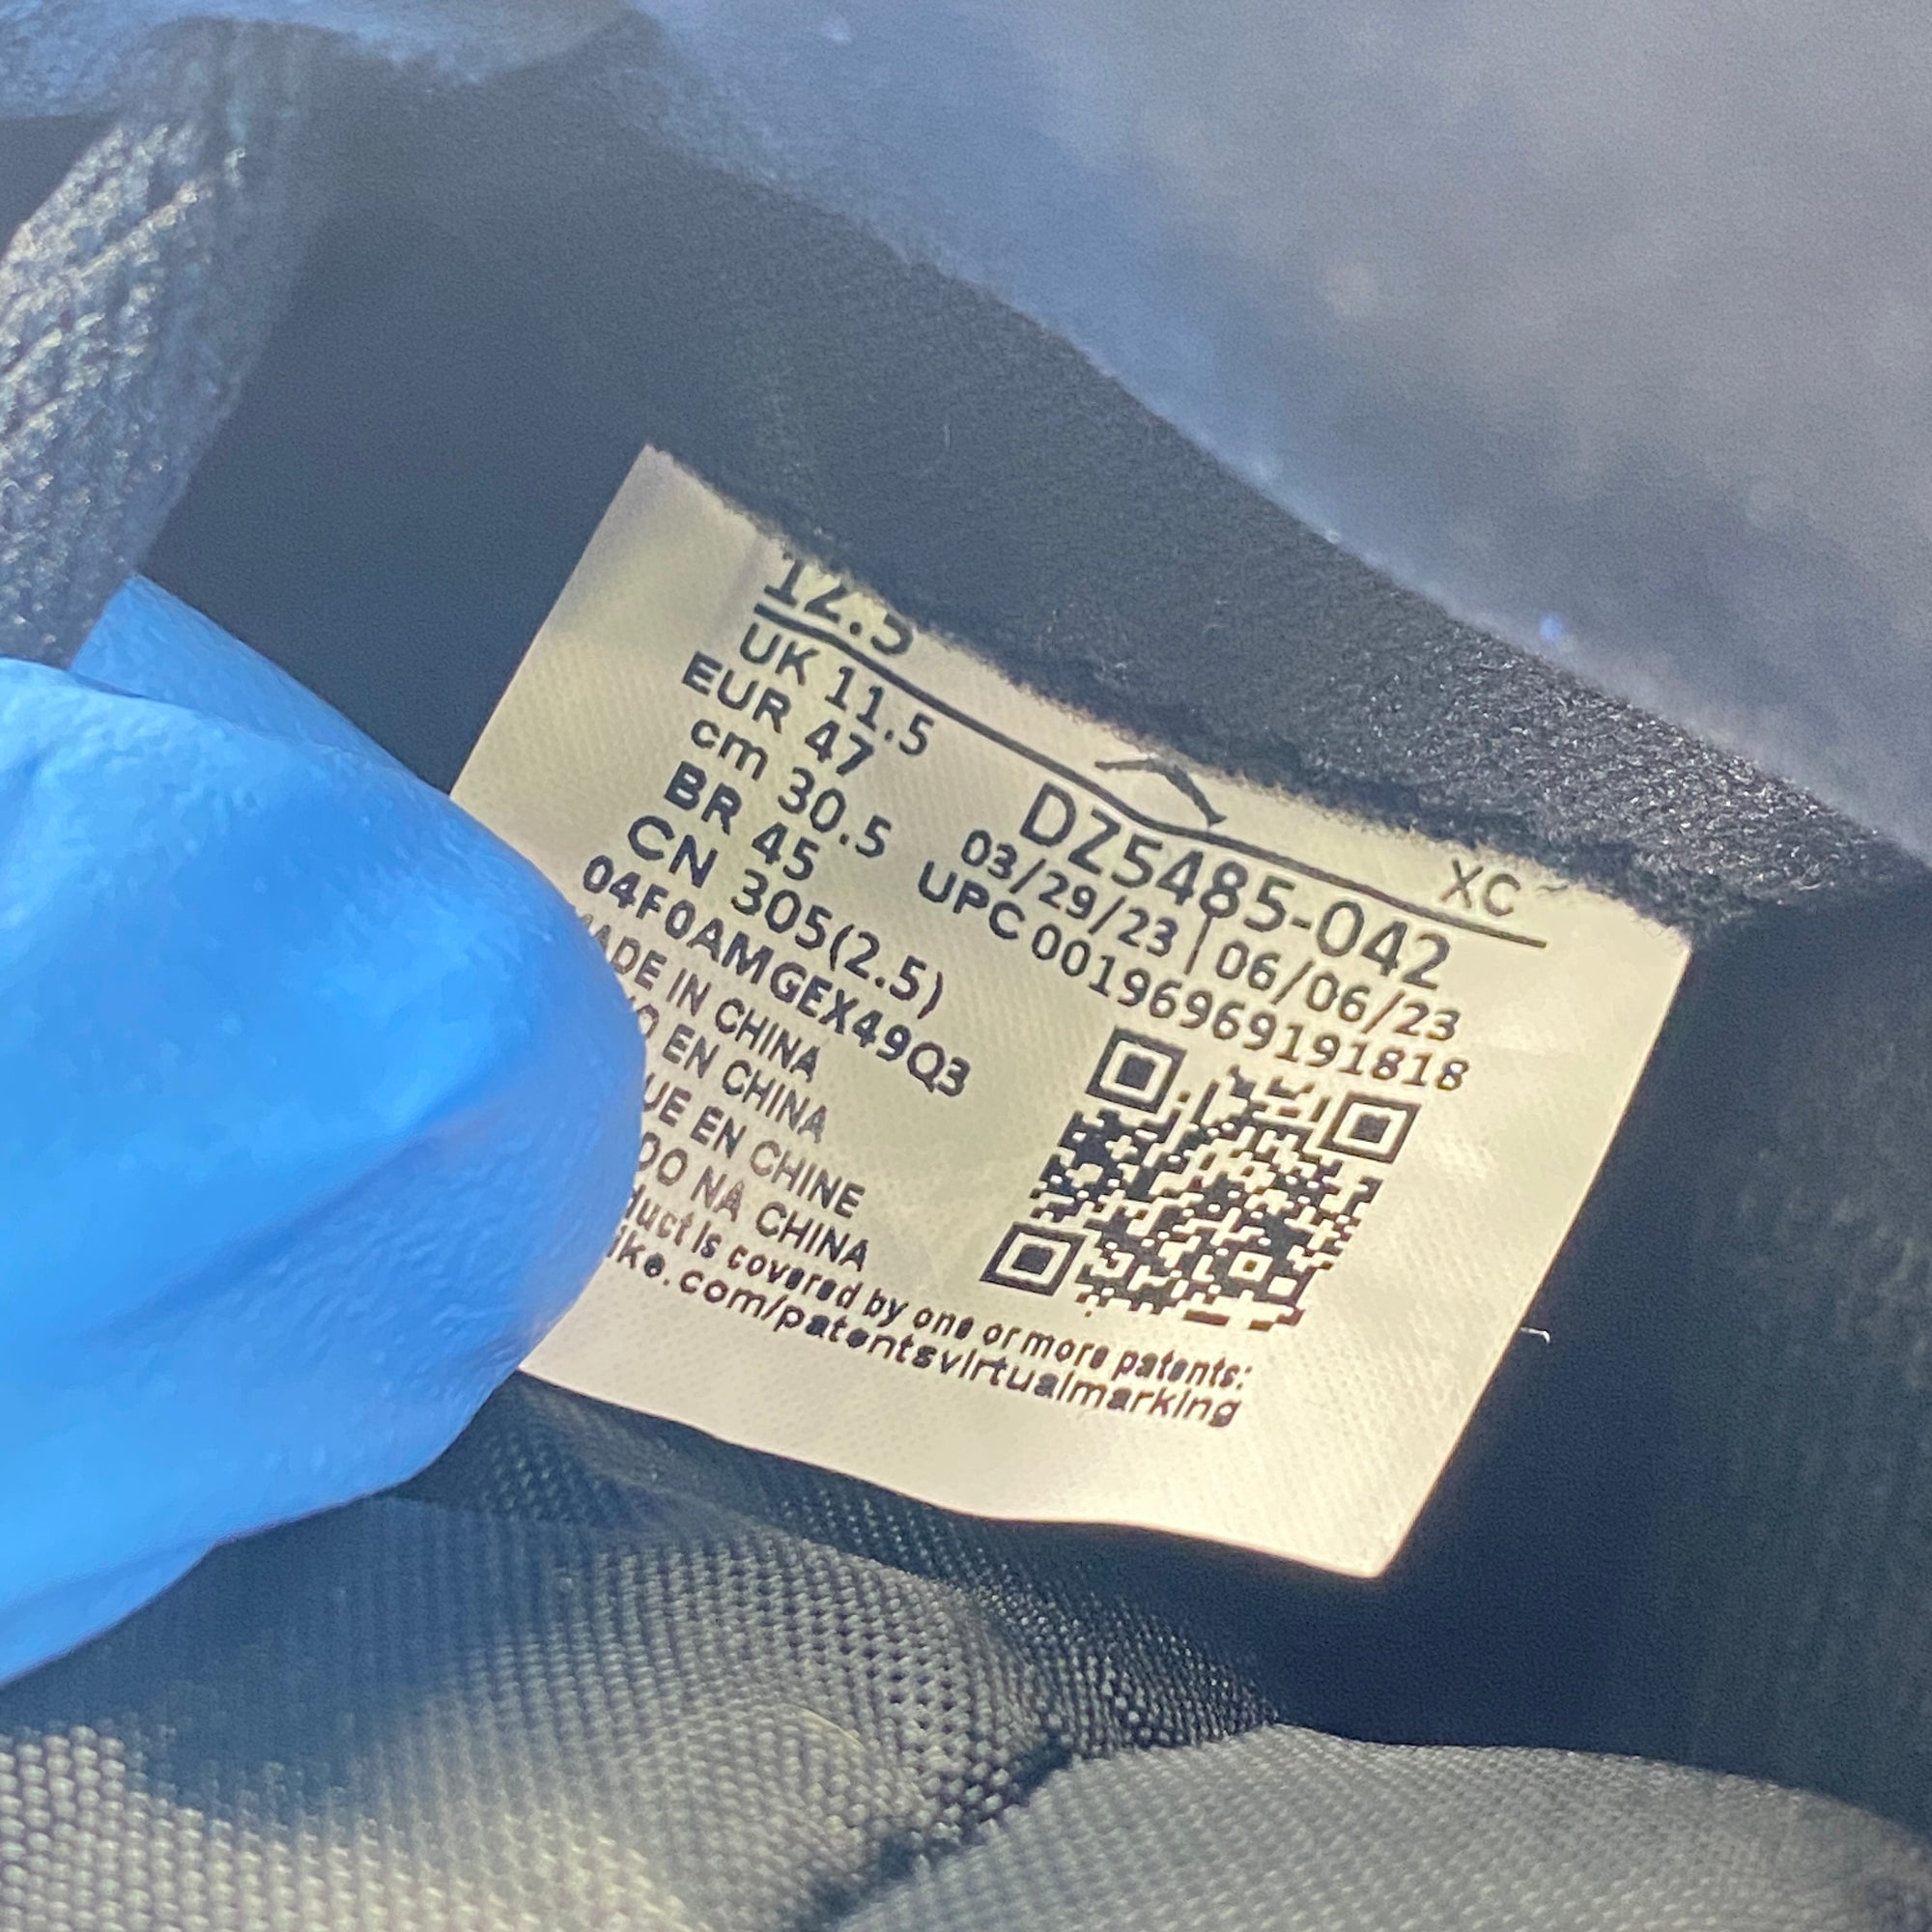 12.5
XC
UK 11.5
EUR 47
cm 30.5
BR 45
CN 305(2.5)
DZ5485-042
03/29/23 | 06/06/23
UPC 00196969191818
04F0AMGEX49Q3
ADE IN CHINA
O EN CHINA
UE EN CHINE
DO NA CHINA
duct is covered by one or more patents:
ike.com/patentsvirtualmarking